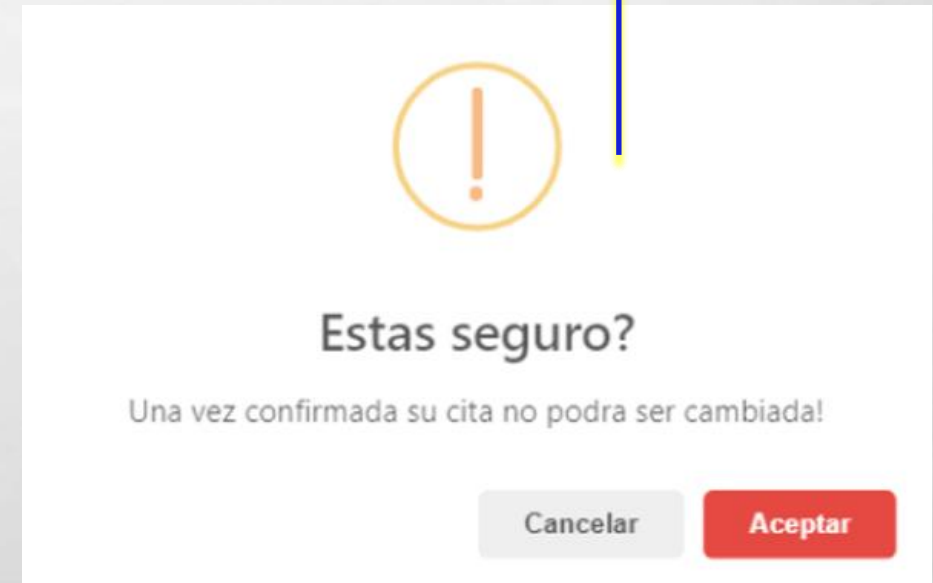 Estas seguro?
Una vez confirmada su cita no podra ser cambiada!
Cancelar
Aceptar